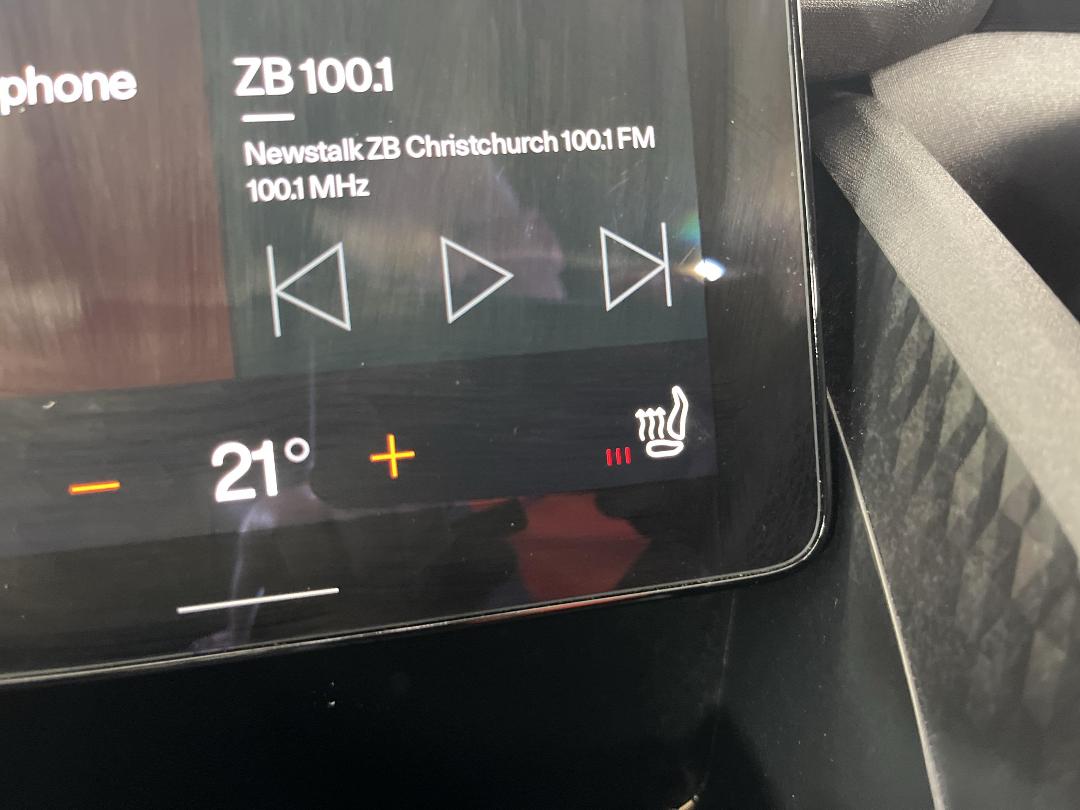 phone
ZB 100.1
Newstalk ZB Christchurch 100.1 FM
100.1 MHz
21°